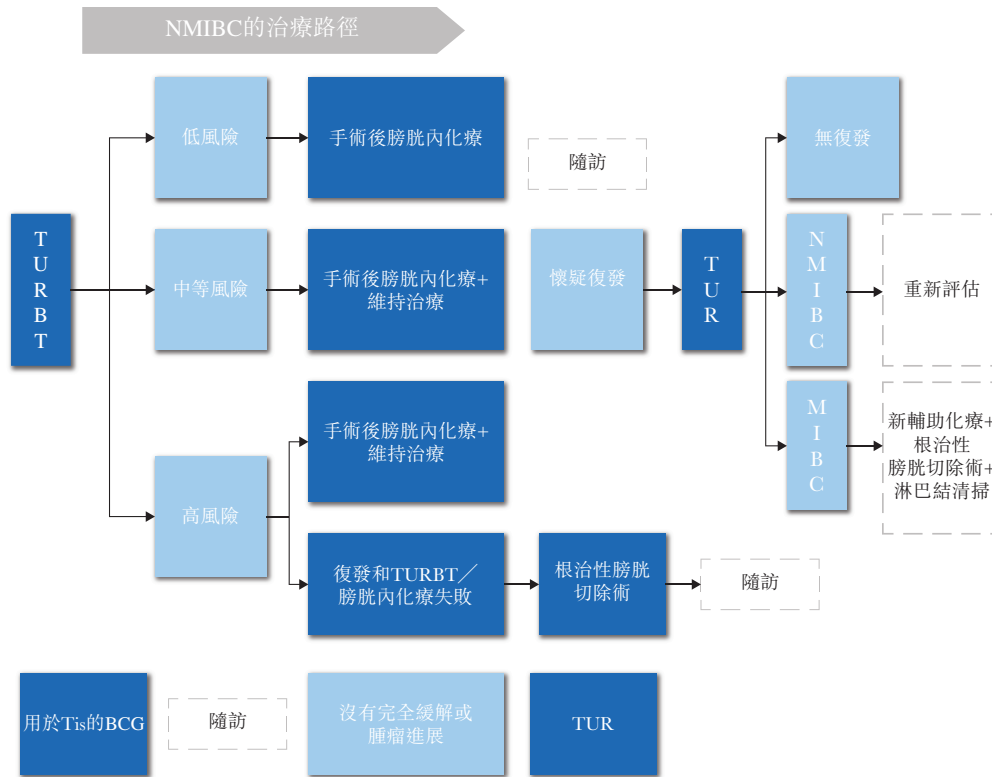 NMIBC的治療路徑
TURBT
低風險
手術後膀胱內化療
隨訪
中等風險
手術後膀胱內化療+
維持治療
高風險
手術後膀胱內化療+
維持治療
復發和TURBT／
膀胱內化療失敗
根治性膀胱
切除術
隨訪
懷疑復發
TUR
無復發
NMIBC
重新評估
MIBC
新輔助化療+
根治性
膀胱切除術+
淋巴結清掃
用於Tis的BCG
隨訪
沒有完全緩解或
腫瘤進展
TUR